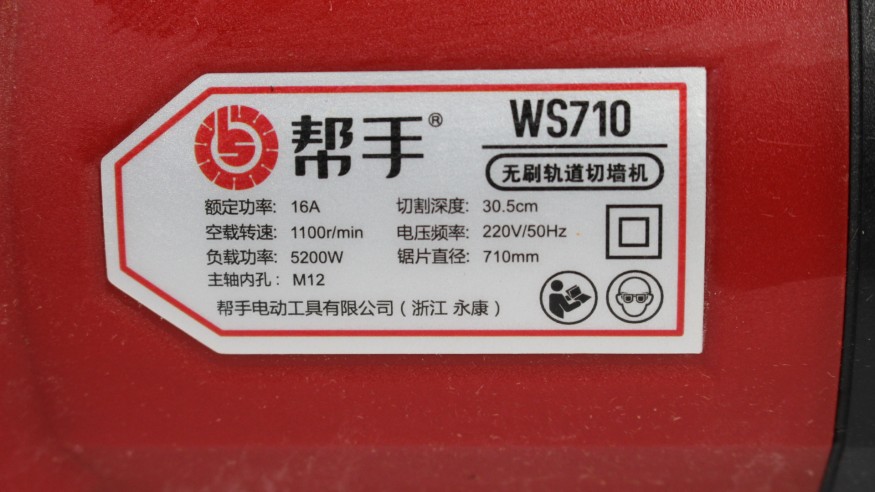 帮手®
WS710
无刷轨道切墙机
额定功率: 16A
切割深度: 30.5cm
空载转速: 1100r/min
电压频率: 220V/50Hz
负载功率: 5200W
锯片直径: 710mm
主轴内孔: M12
帮手电动工具有限公司（浙江 永康）